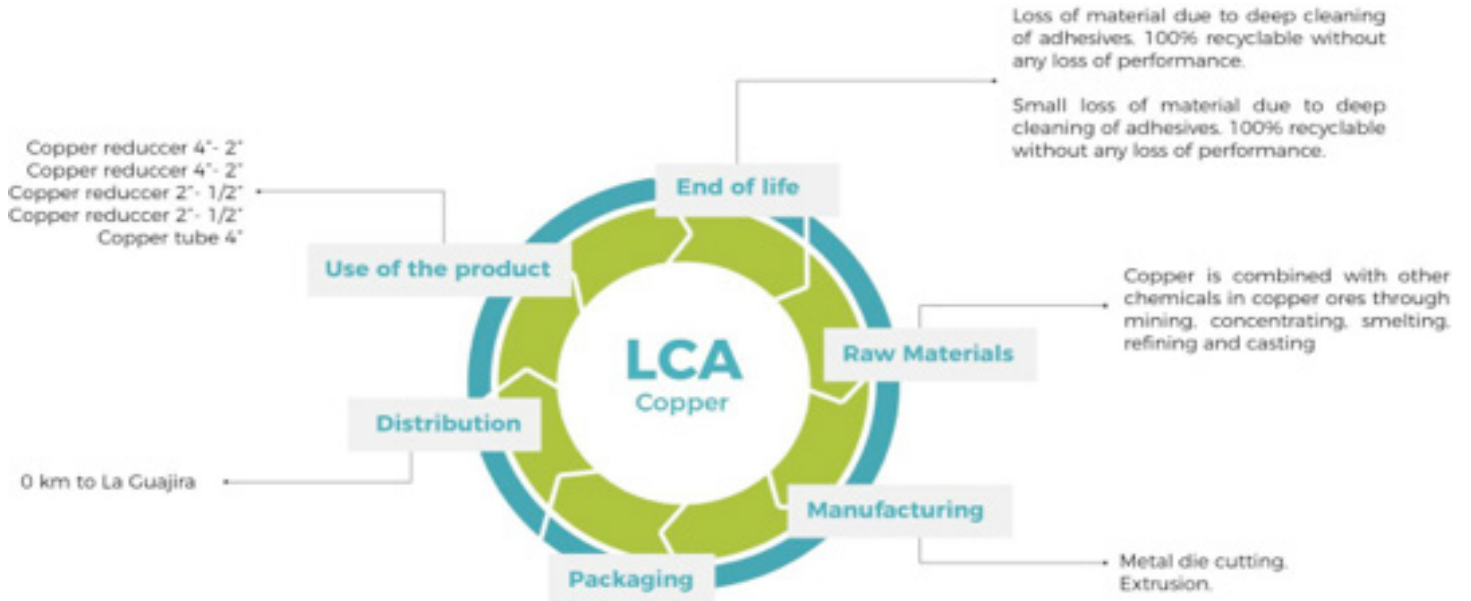 Loss of material due to deep cleaning
of adhesives. 100% recyclable without
any loss of performance.
Small loss of material due to deep
cleaning of adhesives. 100% recyclable
without any loss of performance.
Copper reduccer 4"- 2"
Copper reduccer 4"- 2"
Copper reduccer 2"- 1/2"
Copper reduccer 2"- 1/2"
Copper tube 4"
End of life
Use of the product
Copper is combined with other
chemicals in copper ores through
mining, concentrating, smelting,
refining and casting
Raw Materials
LCA
Copper
Distribution
0 km to La Guajira
Manufacturing
Metal die cutting.
Extrusion.
Packaging